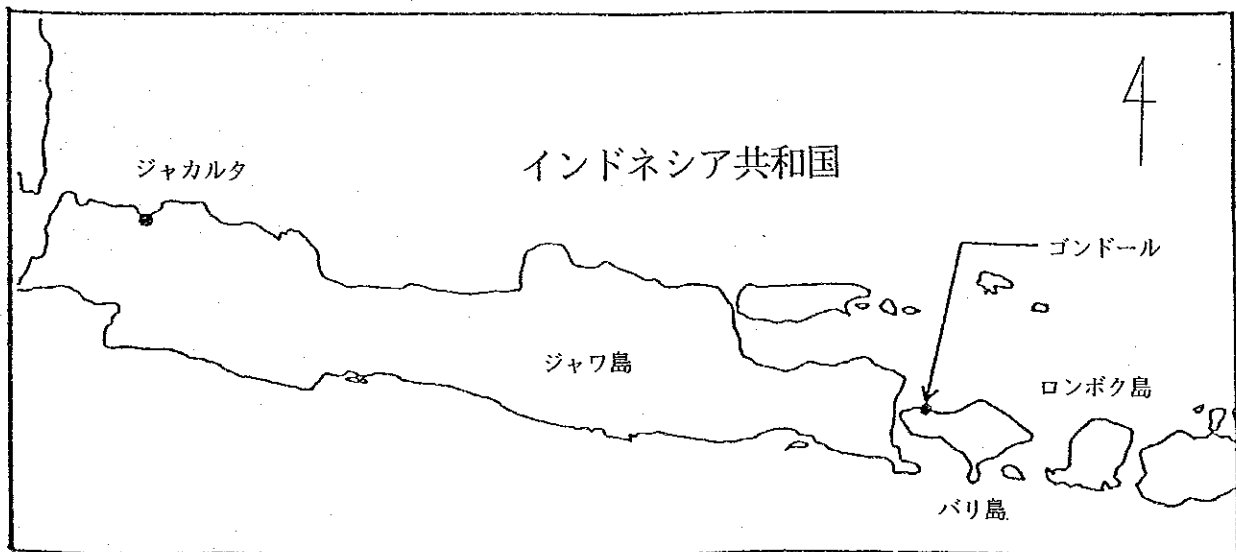 インドネシア共和国
ジャカルタ
ゴンドール
ジャワ島
ロンボク島
バリ島